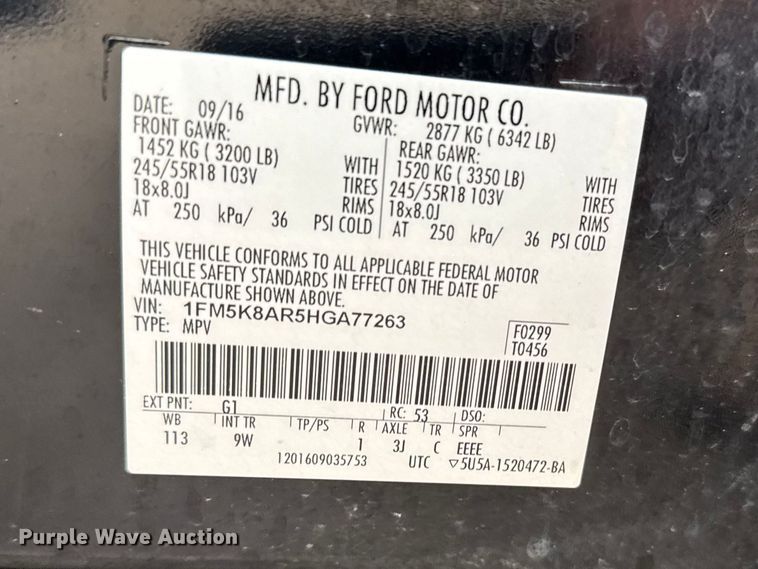 MFD. BY FORD MOTOR CO.
DATE: 09/16 GVWR: 2877 KG ( 6342 LB)
FRONT GAWR: REAR GAWR:
1452 KG ( 3200 LB) WITH 1520 KG ( 3350 LB) WITH
245/55R18 103V TIRES 245/55R18 103V TIRES
18x8.0J RIMS 18x8.0J RIMS
AT 250 kPa/ 36 PSI COLD AT 250 kPa/ 36 PSI COLD
THIS VEHICLE CONFORMS TO ALL APPLICABLE FEDERAL MOTOR
VEHICLE SAFETY STANDARDS IN EFFECT ON THE DATE OF
MANUFACTURE SHOWN ABOVE.
VIN: 1FM5K8AR5HGA77263
TYPE: MPV
F0299
T0456
EXT PNT: G1 RC: 53 DSO:
WB INT TR TP/PS R AXLE TR SPR
113 9W 1 3J C EEEE
1201609035753 UTC ▽5U5A-1520472-BA
Purple Wave Auction